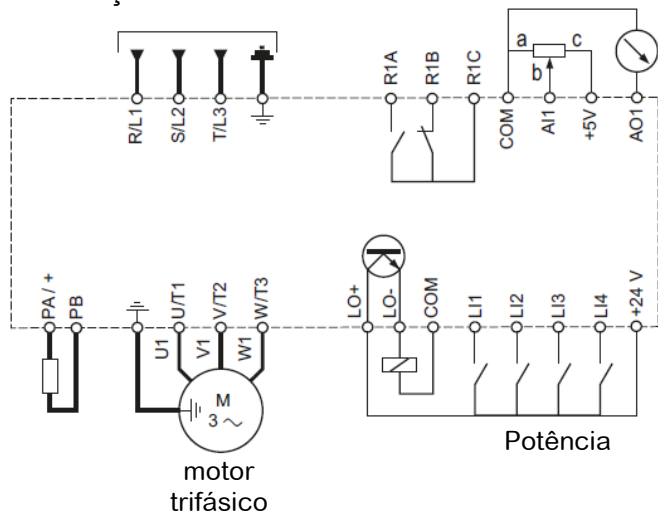 R/L1
S/L2
T/L3
R1A
R1B
R1C
a
c
b
COM
AI1
+5V
AO1
PA / +
PB
U/T1
V/T2
W/T3
U1
V1
W1
M
3
motor
trifásico
LO+
LO-
COM
LI1
LI2
LI3
LI4
+24 V
Potência